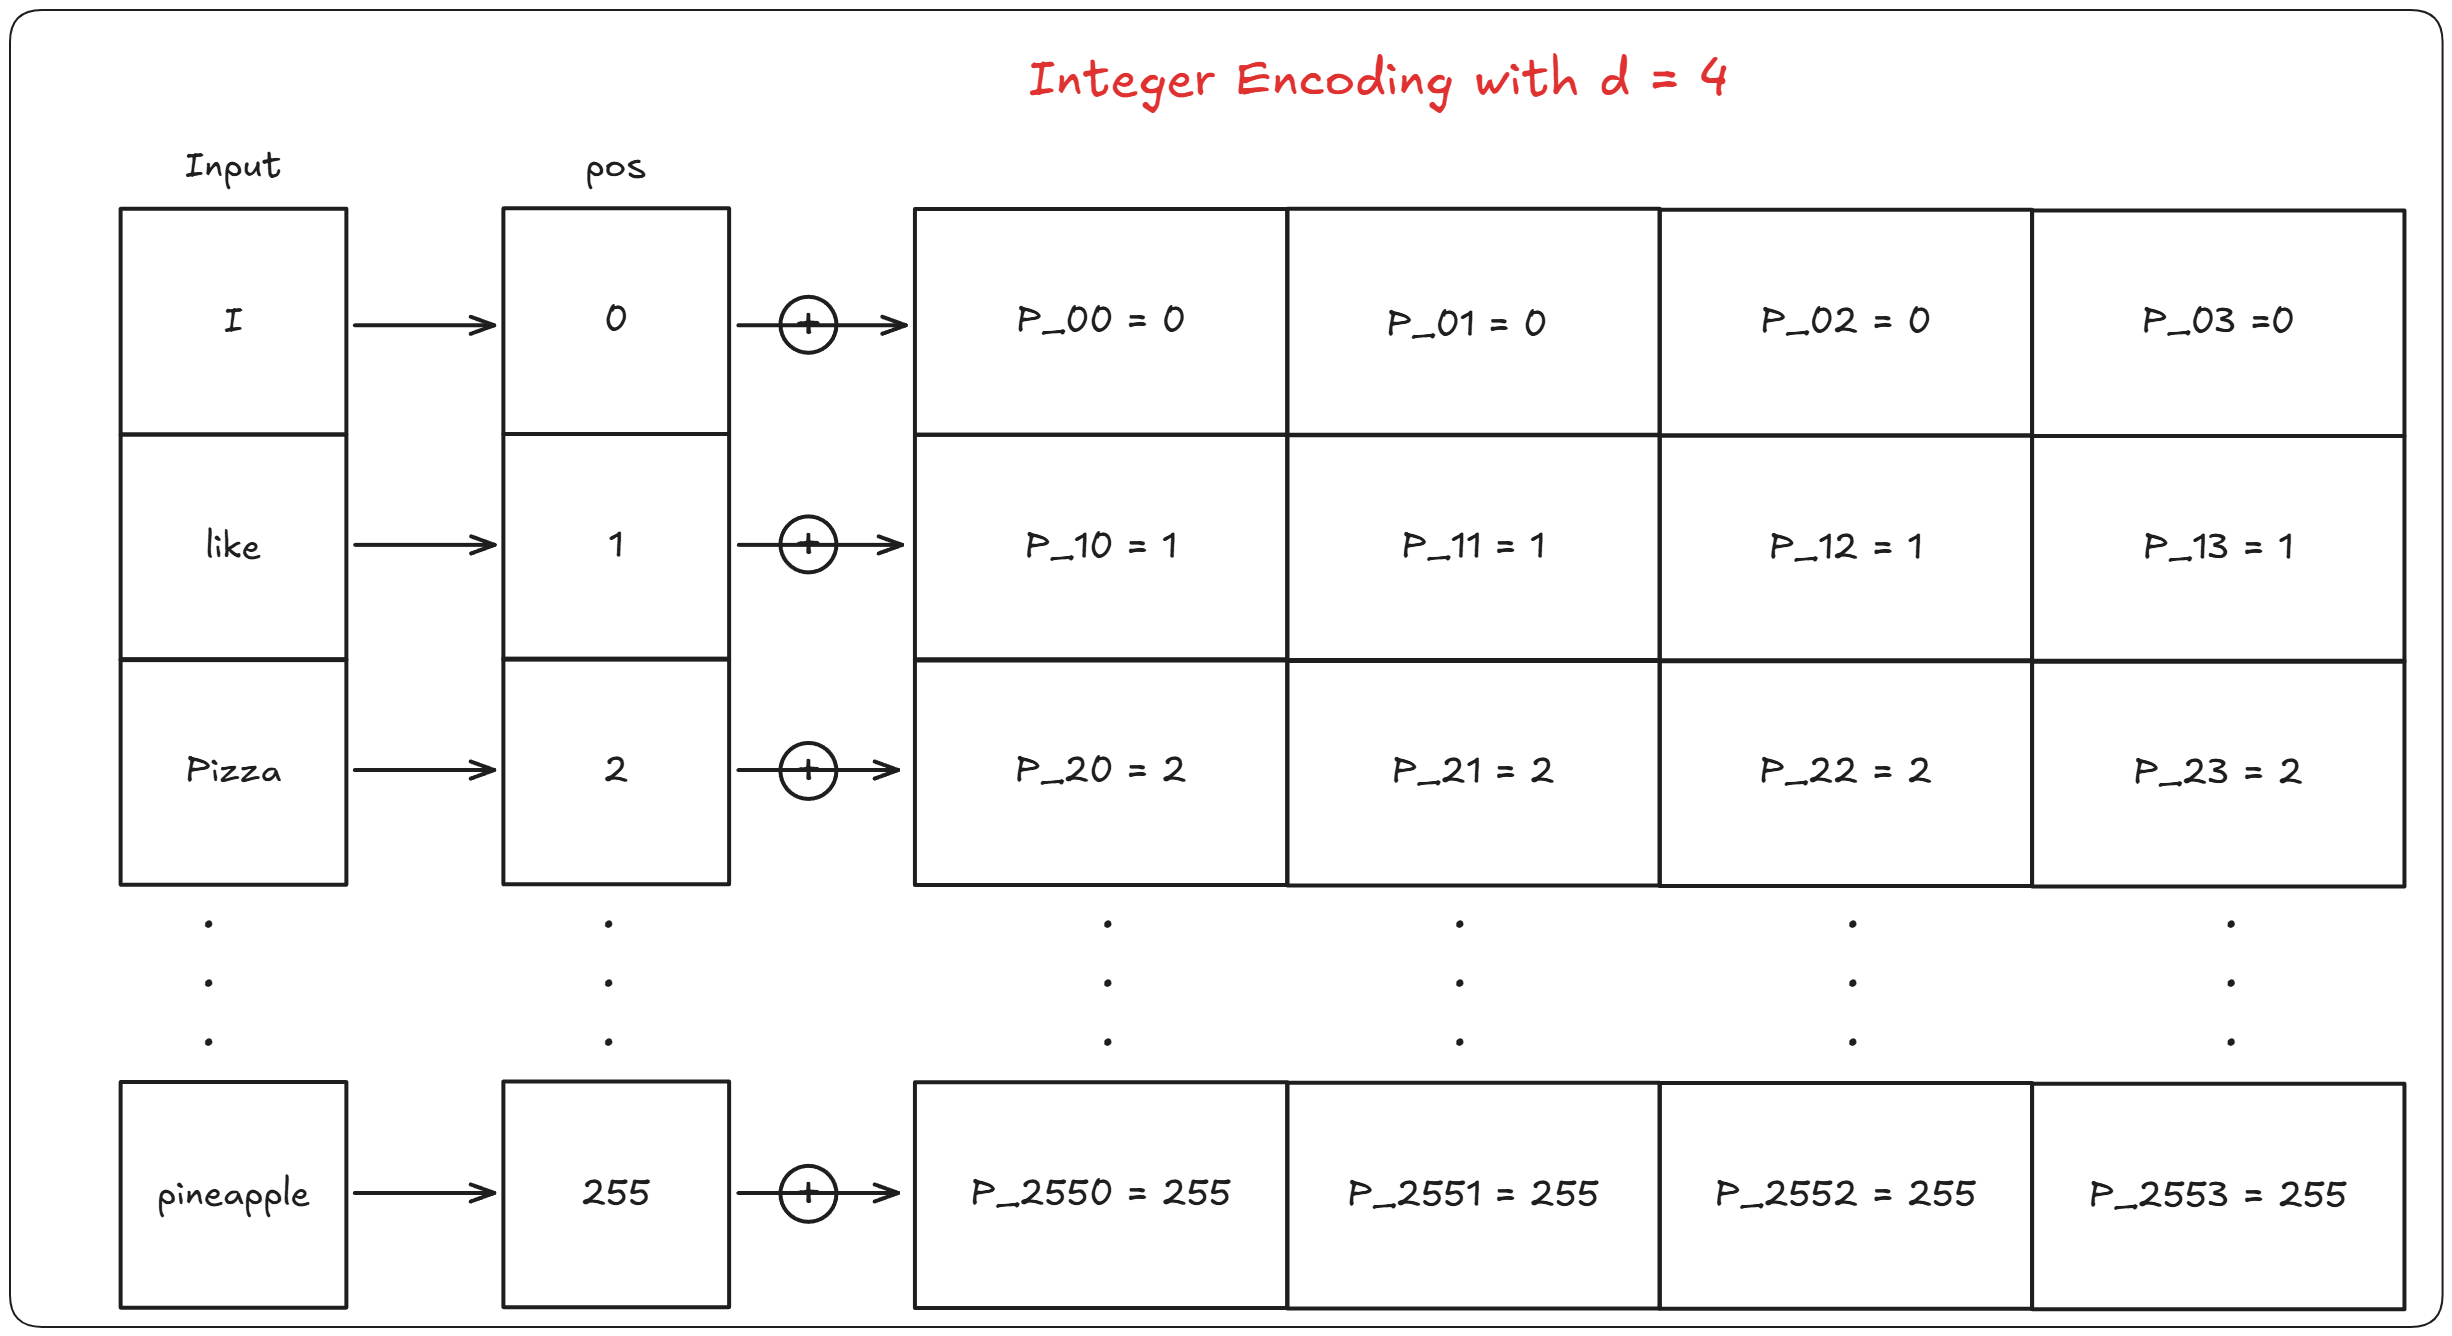 Integer Encoding with d = 4
Input
pos
I
0
+
P_00 = 0
P_01 = 0
P_02 = 0
P_03 =0
like
1
+
P_10 = 1
P_11 = 1
P_12 = 1
P_13 = 1
Pizza
2
+
P_20 = 2
P_21 = 2
P_22 = 2
P_23 = 2
pineapple
255
+
P_2550 = 255
P_2551 = 255
P_2552 = 255
P_2553 = 255